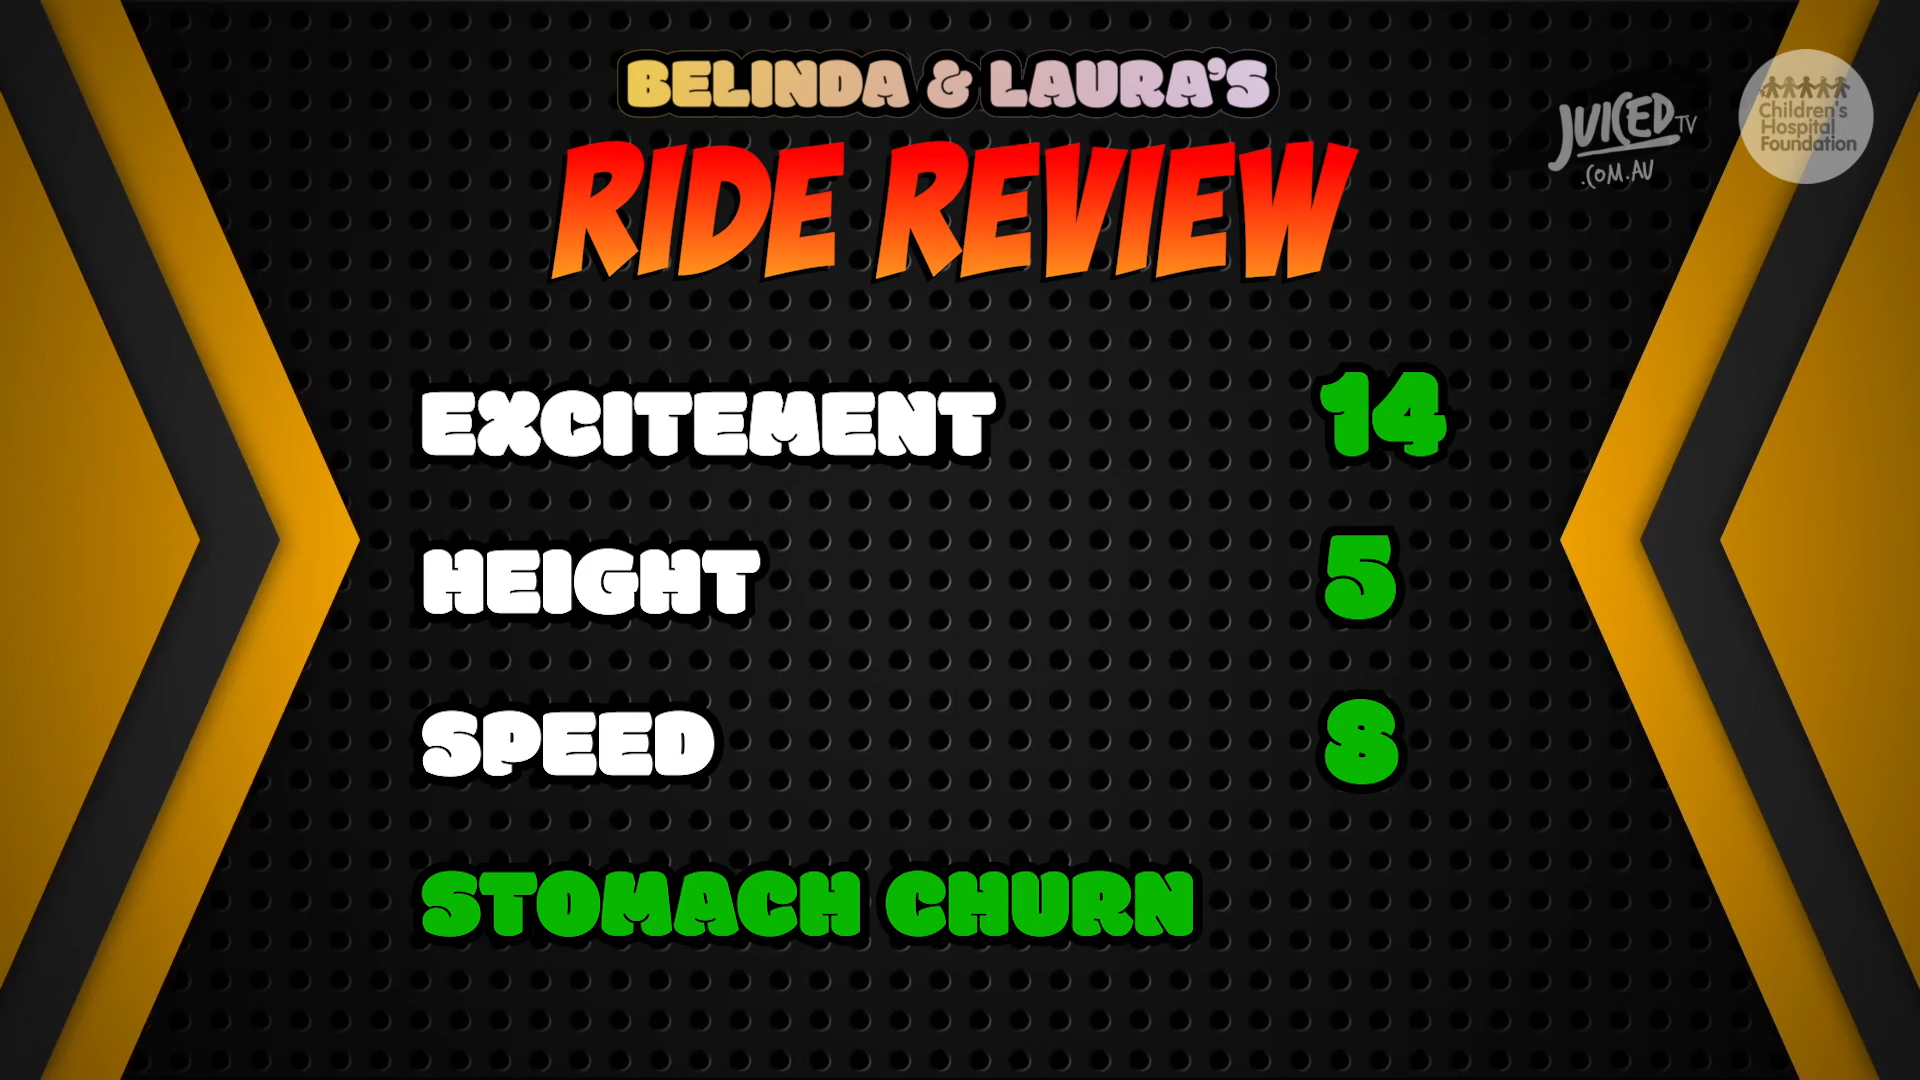 BELINDA & LAURA'S
RIDE REVIEW
JUICED TV
.COM.AU
Children's
Hospital
Foundation
EXCITEMENT 14
HEIGHT 5
SPEED 8
STOMACH CHURN